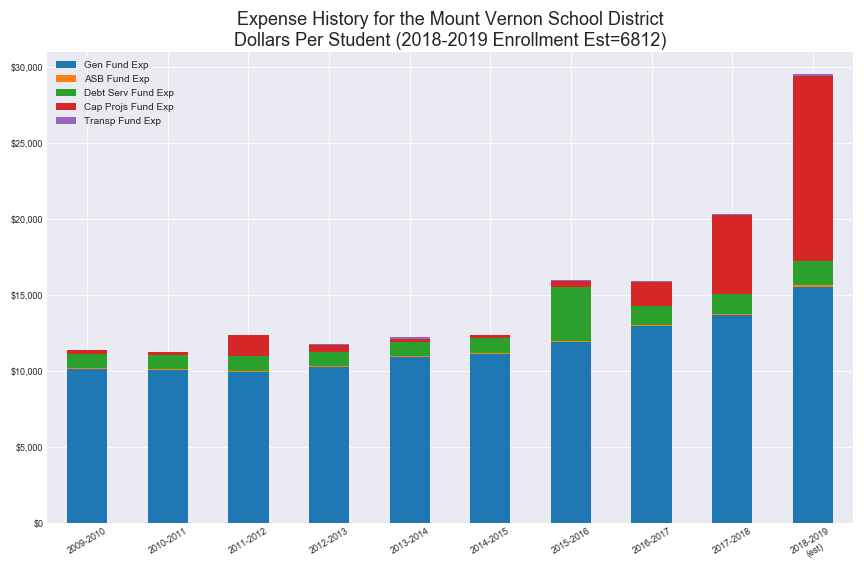 Expense History for the Mount Vernon School District
Dollars Per Student (2018-2019 Enrollment Est=6812)
Gen Fund Exp
ASB Fund Exp
Debt Serv Fund Exp
Cap Projs Fund Exp
Transp Fund Exp
$30,000
$25,000
$20,000
$15,000
$10,000
$5,000
$0
2009-2010
2010-2011
2011-2012
2012-2013
2013-2014
2014-2015
2015-2016
2016-2017
2017-2018
2018-2019
(est)